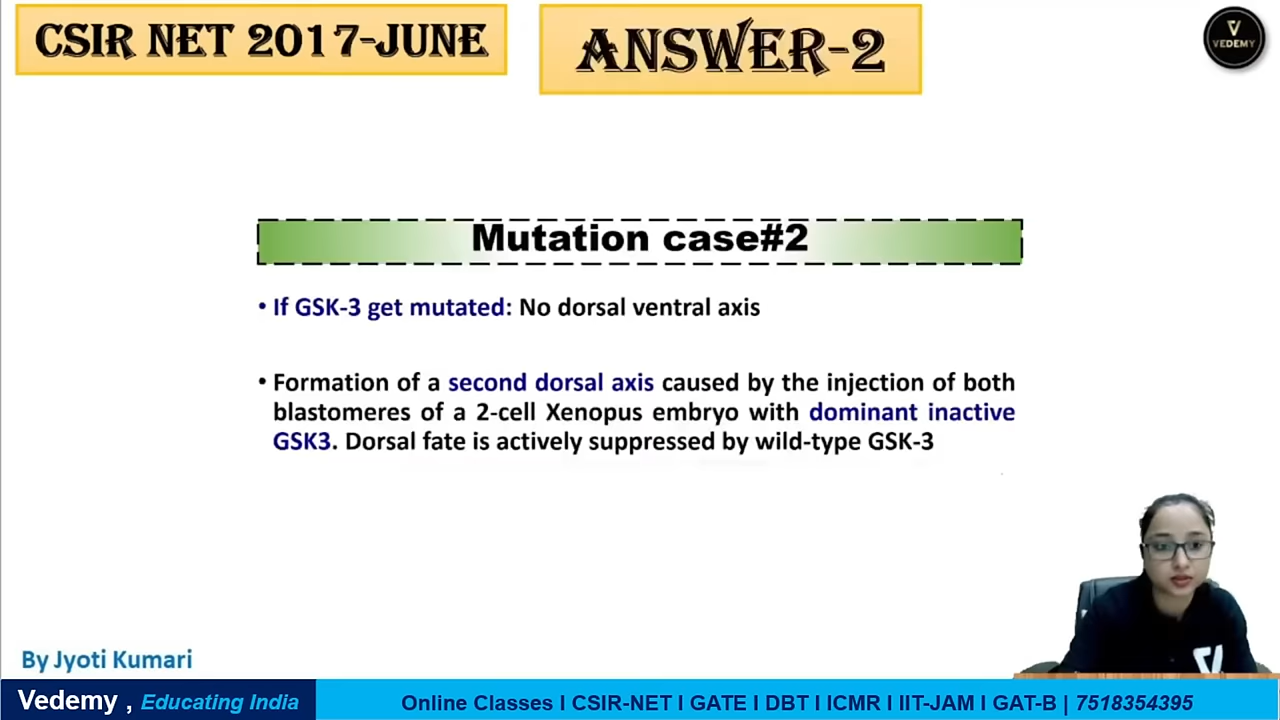 CSIR NET 2017-JUNE
ANSWER-2
VEDEMY
Mutation case#2
• If GSK-3 get mutated: No dorsal ventral axis
• Formation of a second dorsal axis caused by the injection of both
blastomeres of a 2-cell Xenopus embryo with dominant inactive
GSK3. Dorsal fate is actively suppressed by wild-type GSK-3
By Jyoti Kumari
Vedemy , Educating India
Online Classes I CSIR-NET I GATE I DBT I ICMR I IIT-JAM I GAT-B | 7518354395